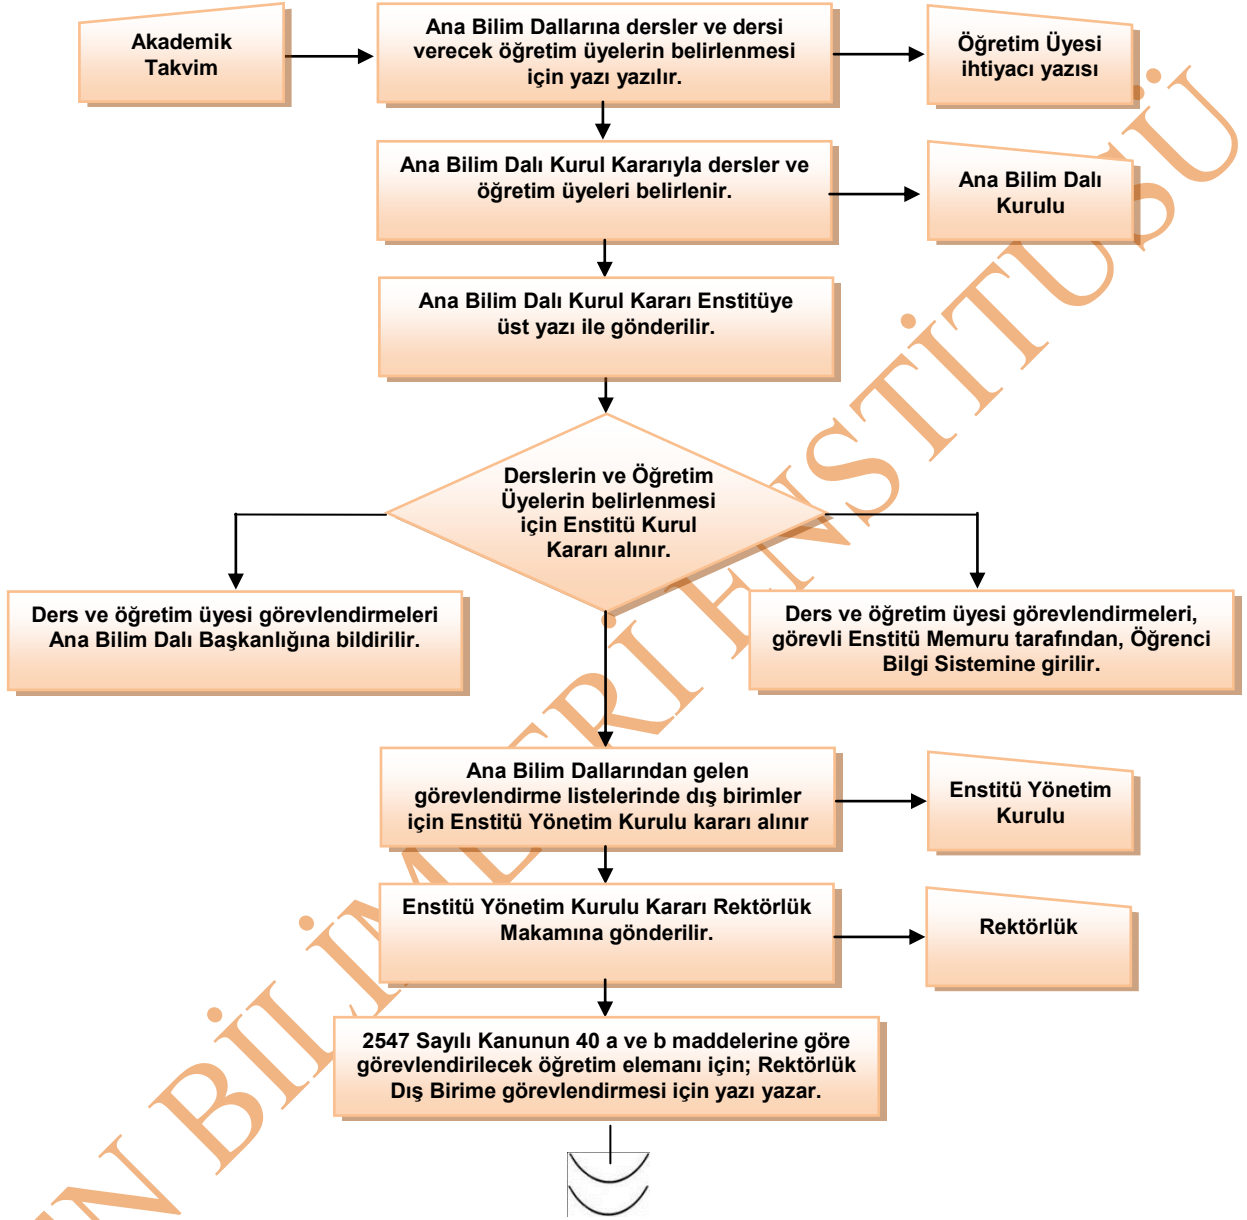 Akademik
Takvim
Ana Bilim Dallarına dersler ve dersi
verecek öğretim üyelerin belirlenmesi
için yazı yazılır.
Öğretim Üyesi
ihtiyacı yazısı
Ana Bilim Dalı Kurul Kararıyla dersler ve
öğretim üyeleri belirlenir.
Ana Bilim Dalı
Kurulu
Ana Bilim Dalı Kurul Kararı Enstitüye
üst yazı ile gönderilir.
Derslerin ve Öğretim
Üyelerin belirlenmesi
için Enstitü Kurul
Kararı alınır.
Ders ve öğretim üyesi görevlendirmeleri
Ana Bilim Dalı Başkanlığına bildirilir.
Ders ve öğretim üyesi görevlendirmeleri,
görevli Enstitü Memuru tarafından, Öğrenci
Bilgi Sistemine girilir.
Ana Bilim Dallarından gelen
görevlendirme listelerinde dış birimler
için Enstitü Yönetim Kurulu kararı alınır
Enstitü Yönetim
Kurulu
Enstitü Yönetim Kurulu Kararı Rektörlük
Makamına gönderilir.
Rektörlük
2547 Sayılı Kanunun 40 a ve b maddelerine göre
görevlendirilecek öğretim elemanı için; Rektörlük
Dış Birime görevlendirmesi için yazı yazar.